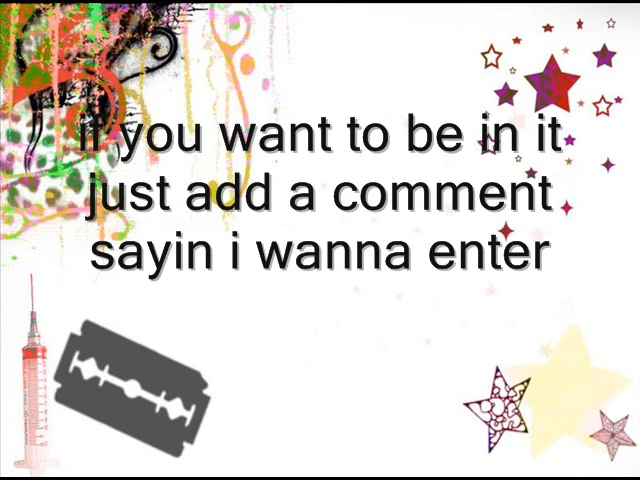 if you want to be in it
just add a comment
sayin i wanna enter